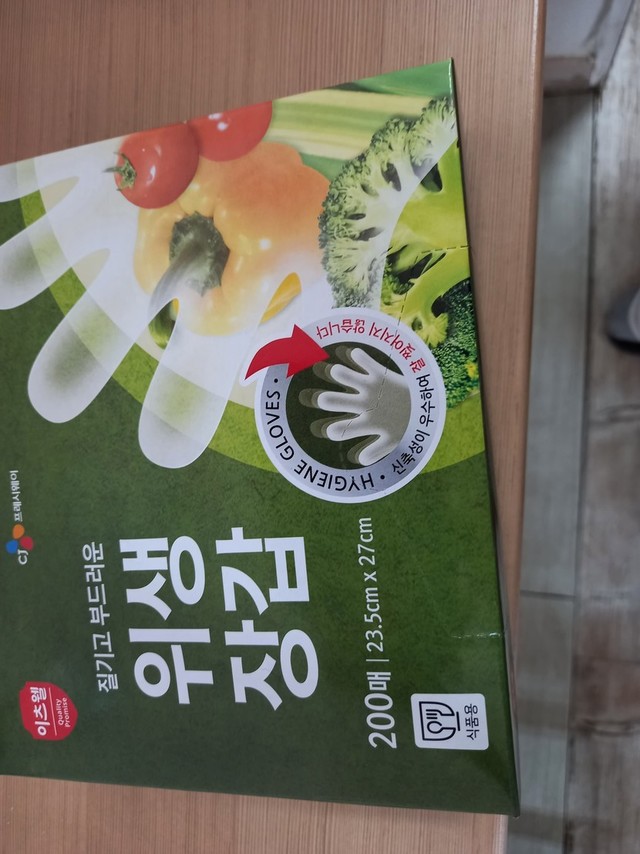 이츠웰
Quality
Promise
CJ 프레시웨이
질기고 부드러운
위생
장갑
200매 | 23.5cm x 27cm
식품용
• HYGIENE GLOVES •
신축성이 우수하며 잘 찢어지지 않습니다